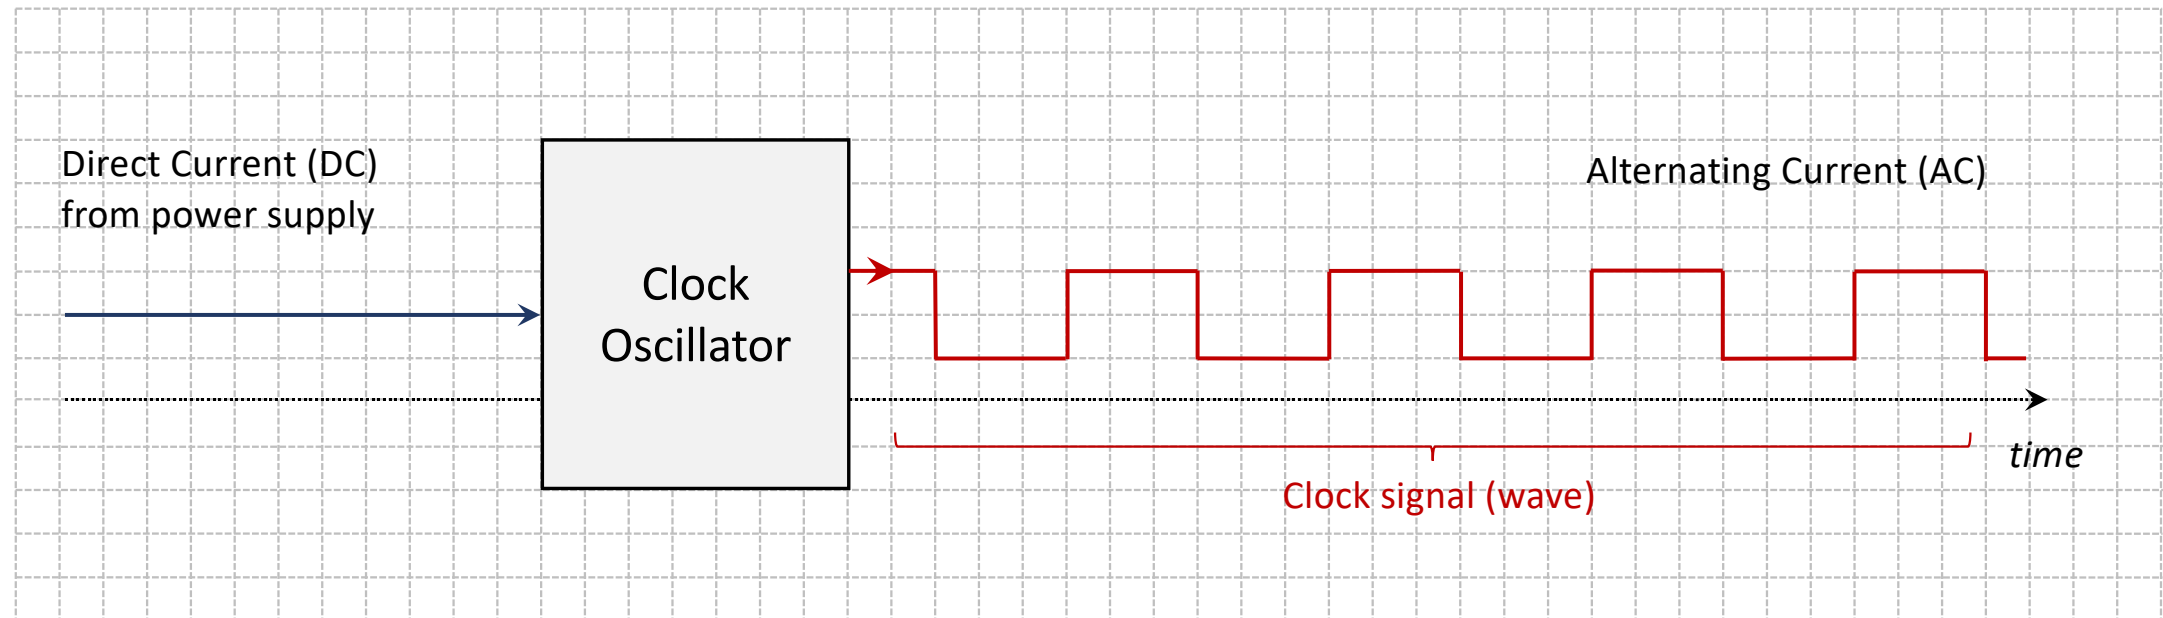 Direct Current (DC)
from power supply
Clock
Oscillator
Alternating Current (AC)
time
Clock signal (wave)